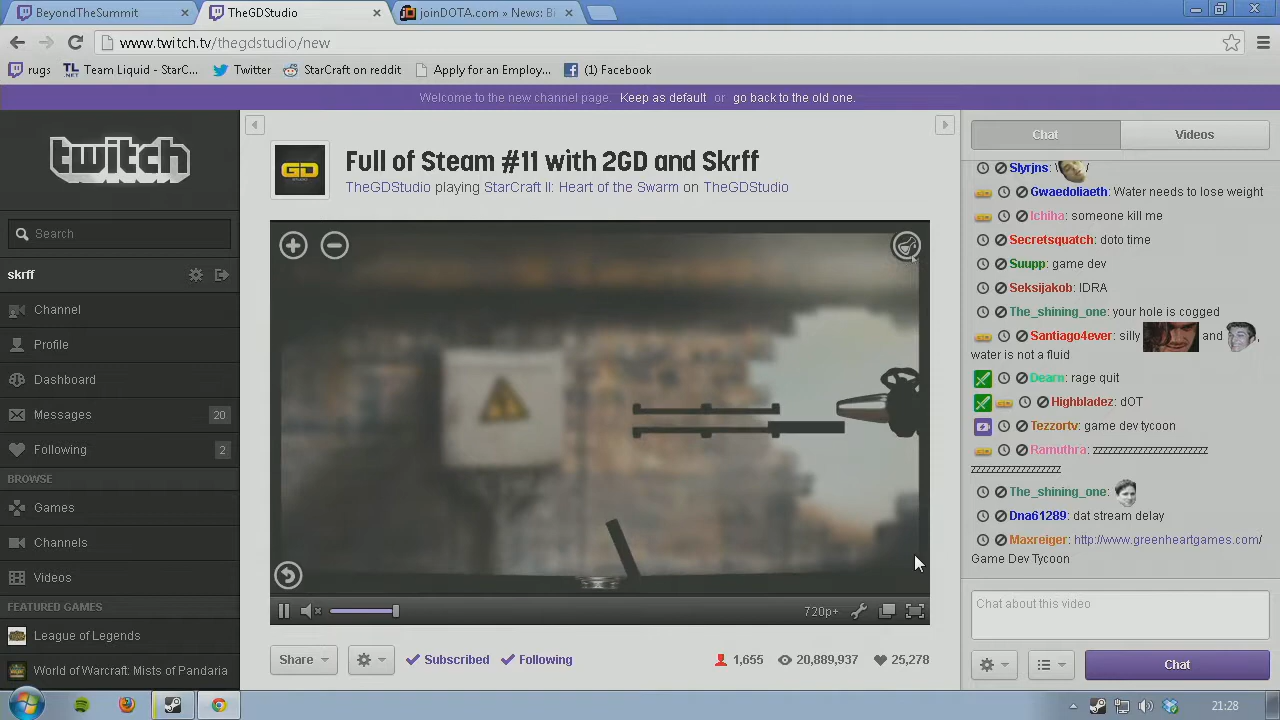 BeyondTheSummit
TheGDStudio
joinDOTA.com » News: Bi
www.twitch.tv/thegdstudio/new
rugs
TL.NET Team Liquid - StarC...
Twitter
StarCraft on reddit
Apply for an Employ...
(1) Facebook
Welcome to the new channel page. Keep as default or go back to the old one.
twitch
Search
skrff
Channel
Profile
Dashboard
Messages 20
Following 2
BROWSE
Games
Channels
Videos
FEATURED GAMES
League of Legends
World of Warcraft: Mists of Pandaria
GD
Full of Steam #11 with 2GD and Skrff
TheGDStudio playing StarCraft II: Heart of the Swarm on TheGDStudio
720p+
Share
Subscribed
Following
1,655
20,889,937
25,278
Chat
Videos
Slyrjns: /
Gwaedoliaeth: Water needs to lose weight
Ichiha: someone kill me
Secretsquatch: doto time
Suupp: game dev
Seksijakob: IDRA
The_shining_one: your hole is cogged
Santiago4ever: silly and ,
water is not a fluid
Dearn: rage quit
Highbladez: dOT
Tezzortv: game dev tycoon
The_shining_one:
Dna61289: dat stream delay
Maxreiger: http://www.greenheartgames.com/
Game Dev Tycoon
Chat about this video
Chat
21:28